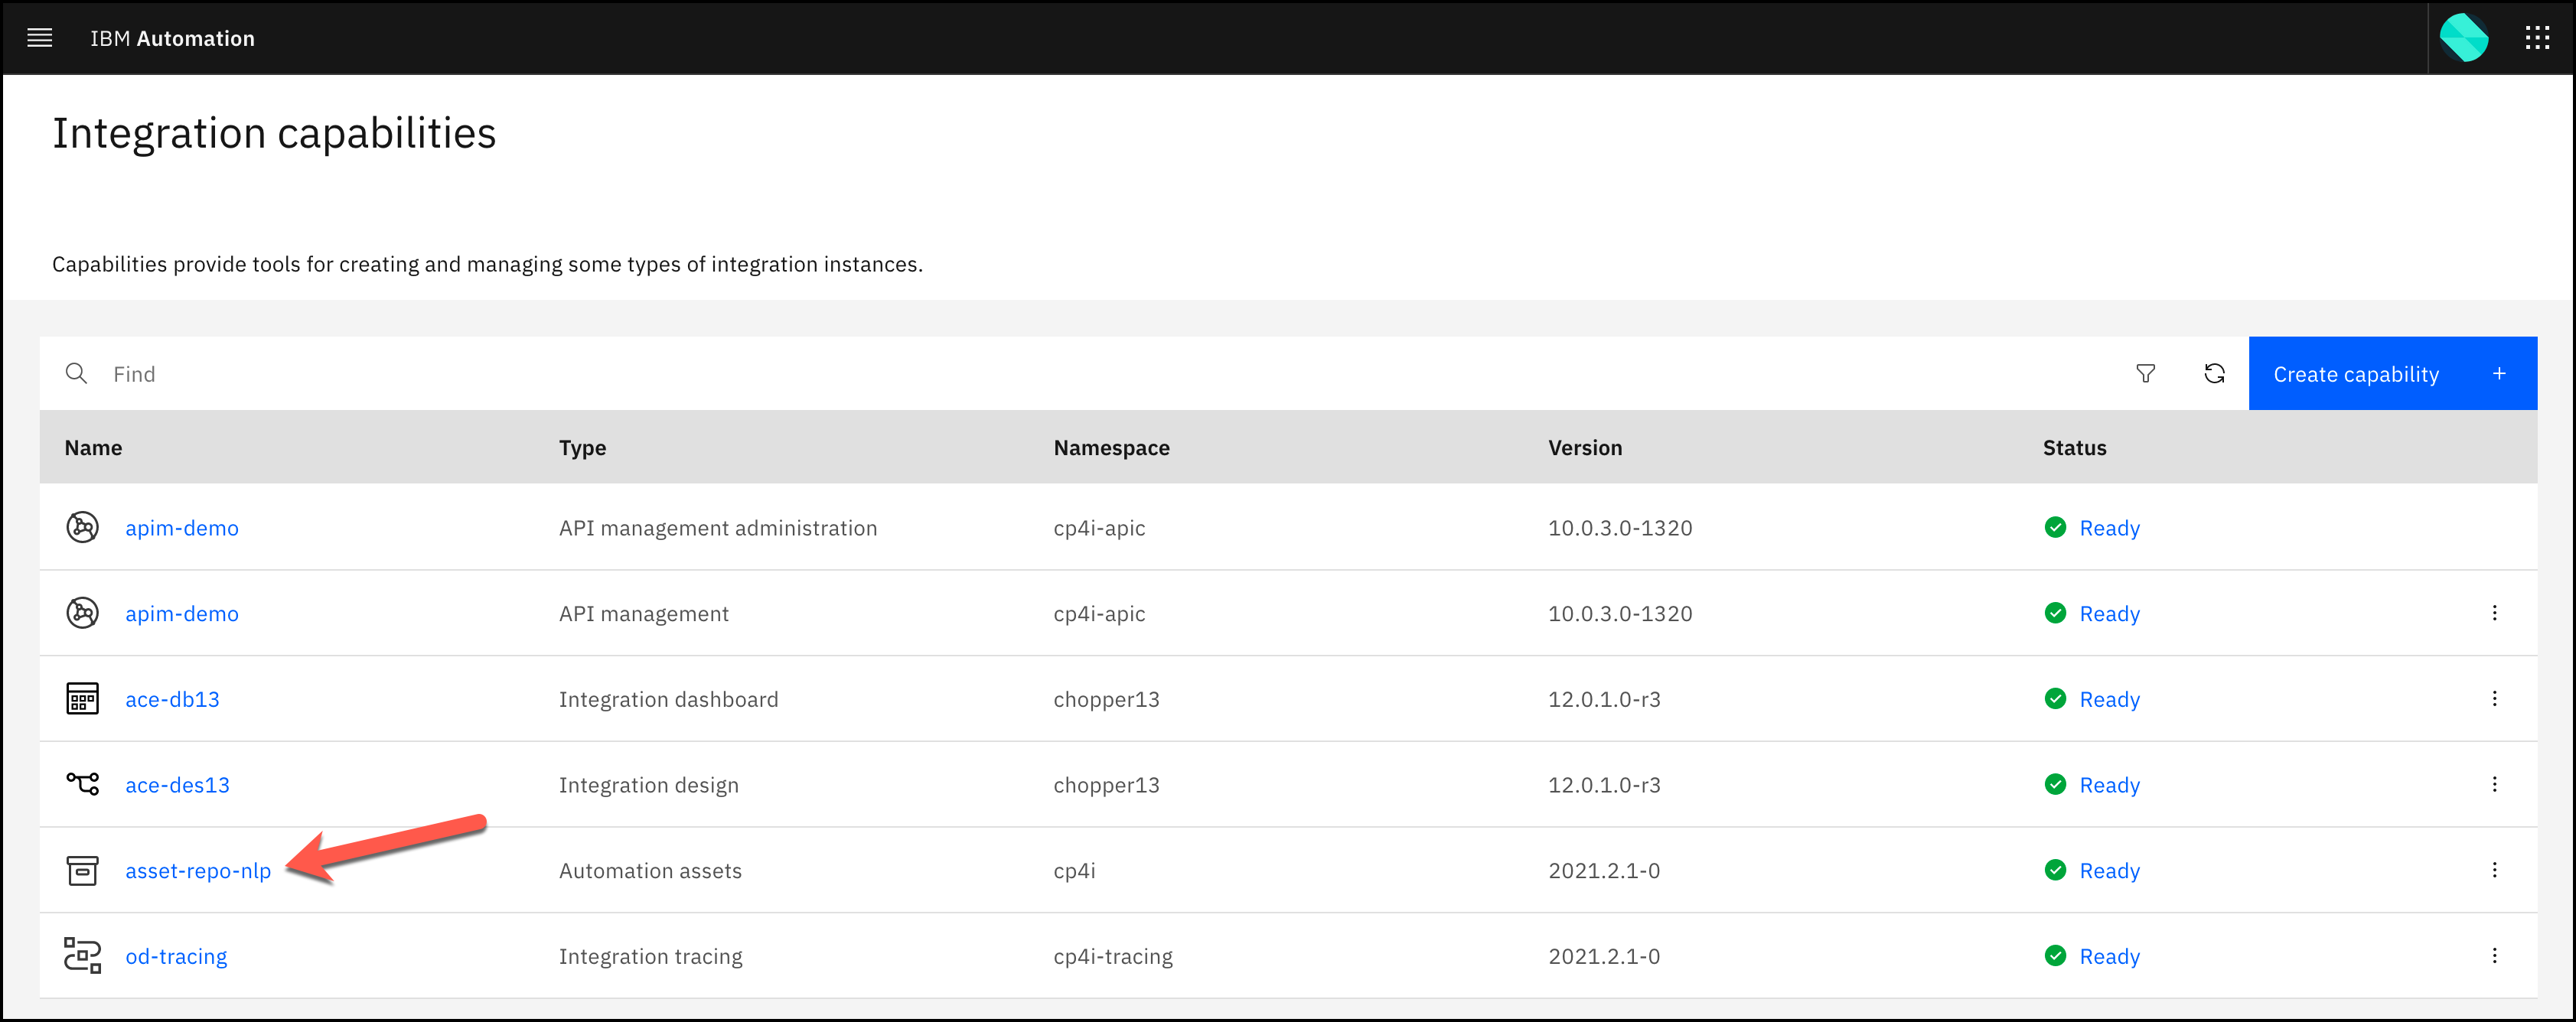 IBM Automation
Integration capabilities
Capabilities provide tools for creating and managing some types of integration instances.
Find
Create capability +
Name Type Namespace Version Status
apim-demo API management administration cp4i-apic 10.0.3.0-1320 Ready
apim-demo API management cp4i-apic 10.0.3.0-1320 Ready
ace-db13 Integration dashboard chopper13 12.0.1.0-r3 Ready
ace-des13 Integration design chopper13 12.0.1.0-r3 Ready
asset-repo-nlp Automation assets cp4i 2021.2.1-0 Ready
od-tracing Integration tracing cp4i-tracing 2021.2.1-0 Ready